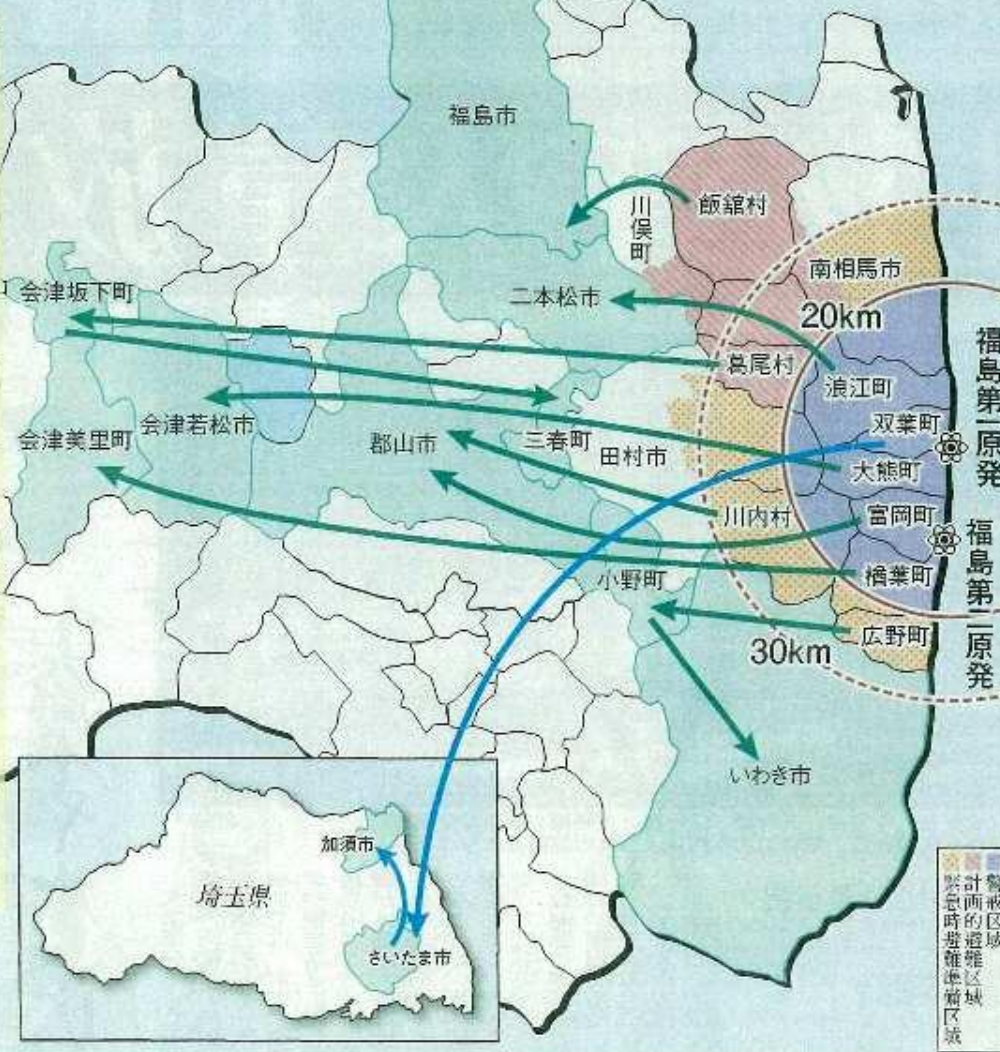 福島市
飯舘村
川俣町
南相馬市
会津坂下町
二本松市
20km
葛尾村
浪江町
福島第一原発
双葉町
会津若松市
会津美里町
郡山市
三春町
田村市
大熊町
川内村
富岡町
福島第二原発
楢葉町
小野町
広野町
30km
いわき市
加須市
埼玉県
さいたま市
警戒区域
計画的避難区域
緊急時避難準備区域